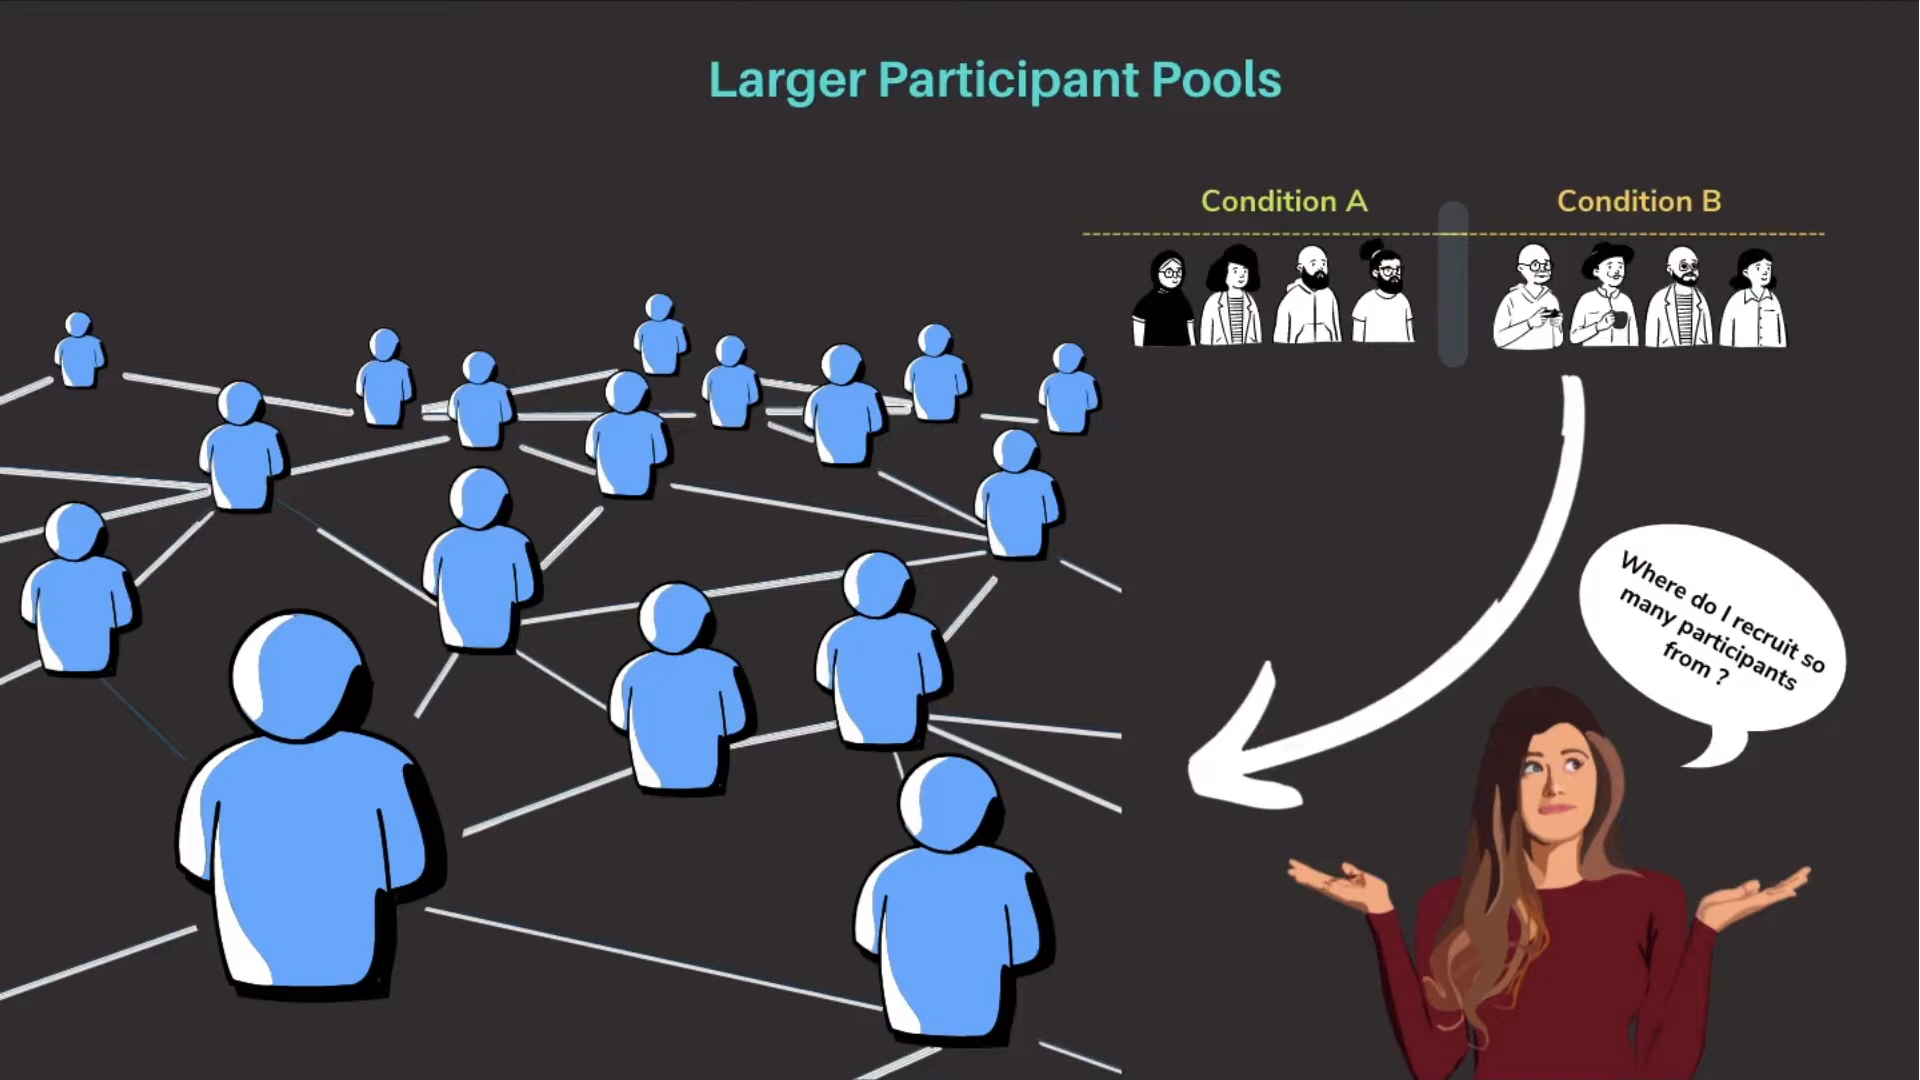 Larger Participant Pools
Condition A
Condition B
Where do I recruit so
many participants
from ?